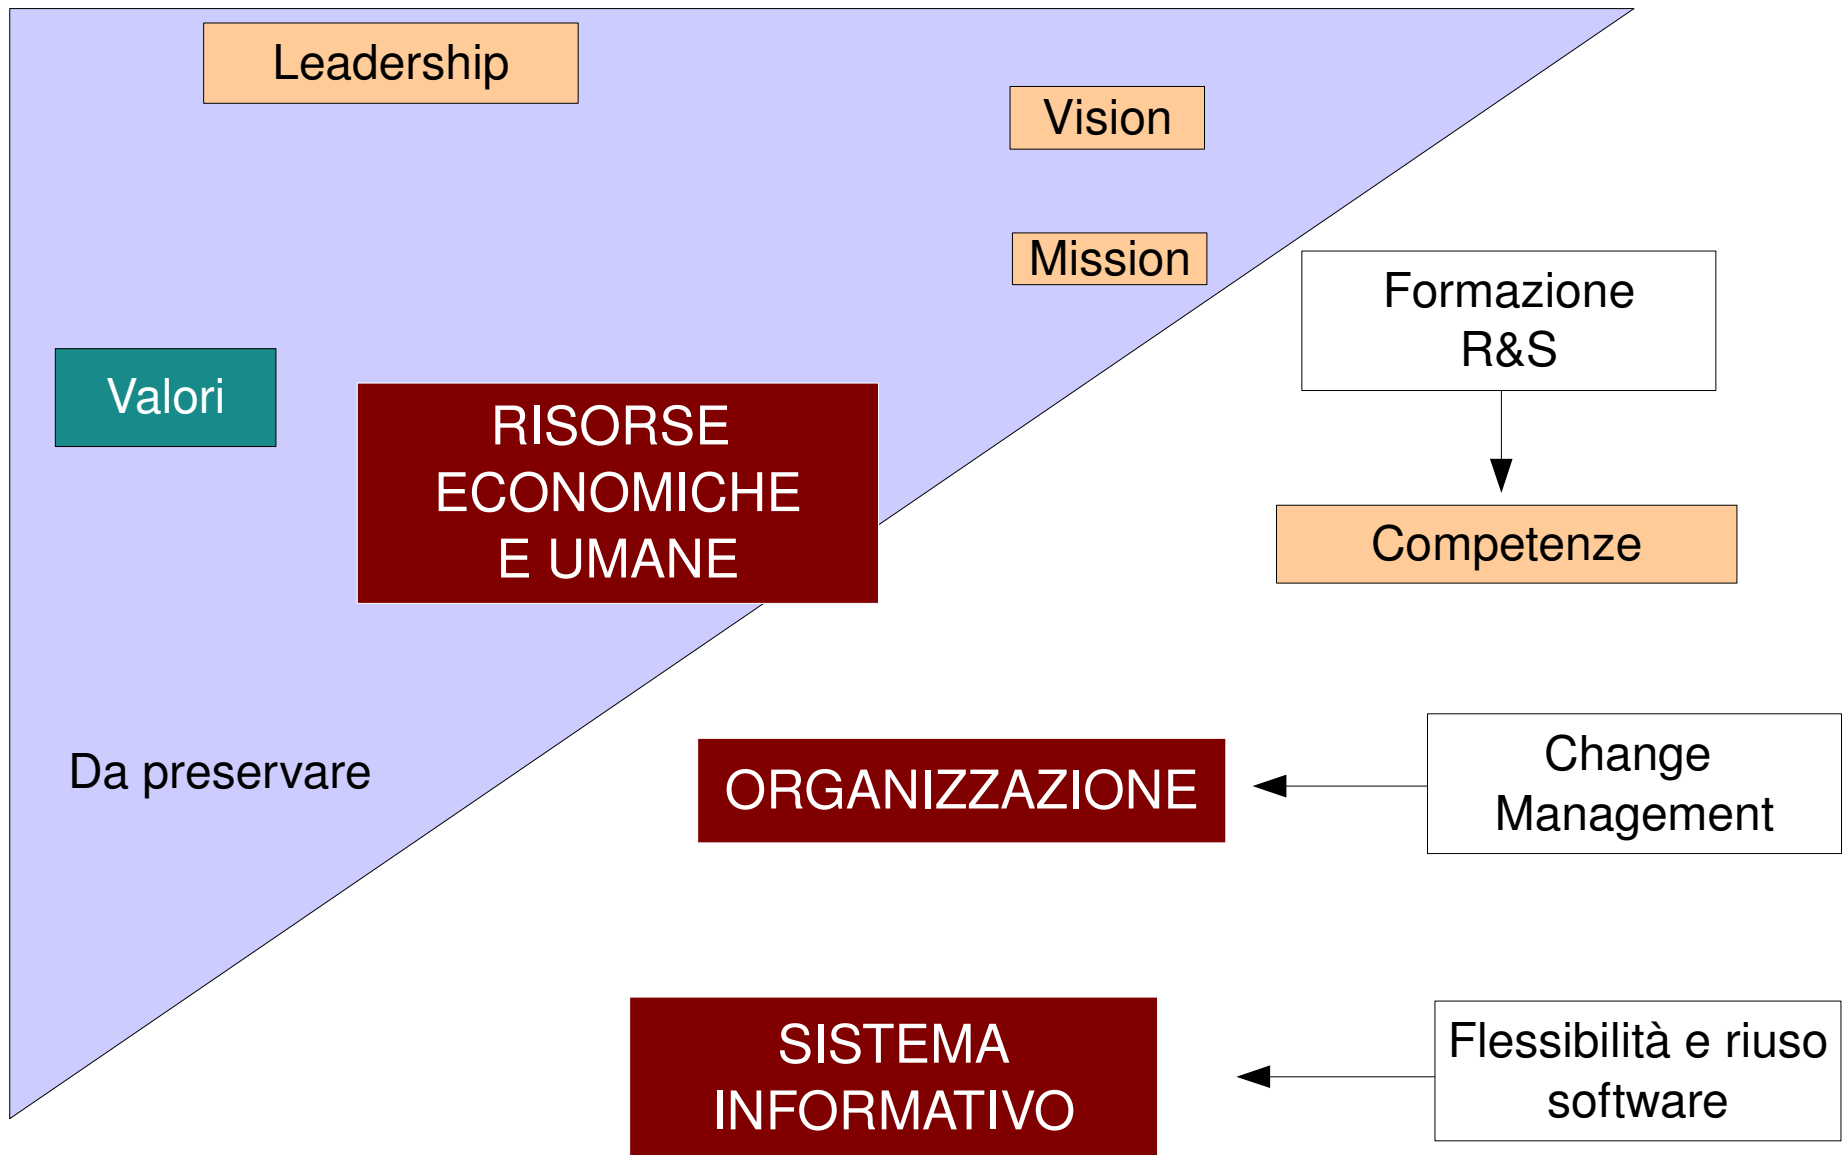 Leadership
Vision
Mission
Formazione
R&S
Valori
RISORSE
ECONOMICHE
E UMANE
Competenze
Da preservare
ORGANIZZAZIONE
Change
Management
SISTEMA
INFORMATIVO
Flessibilità e riuso
software